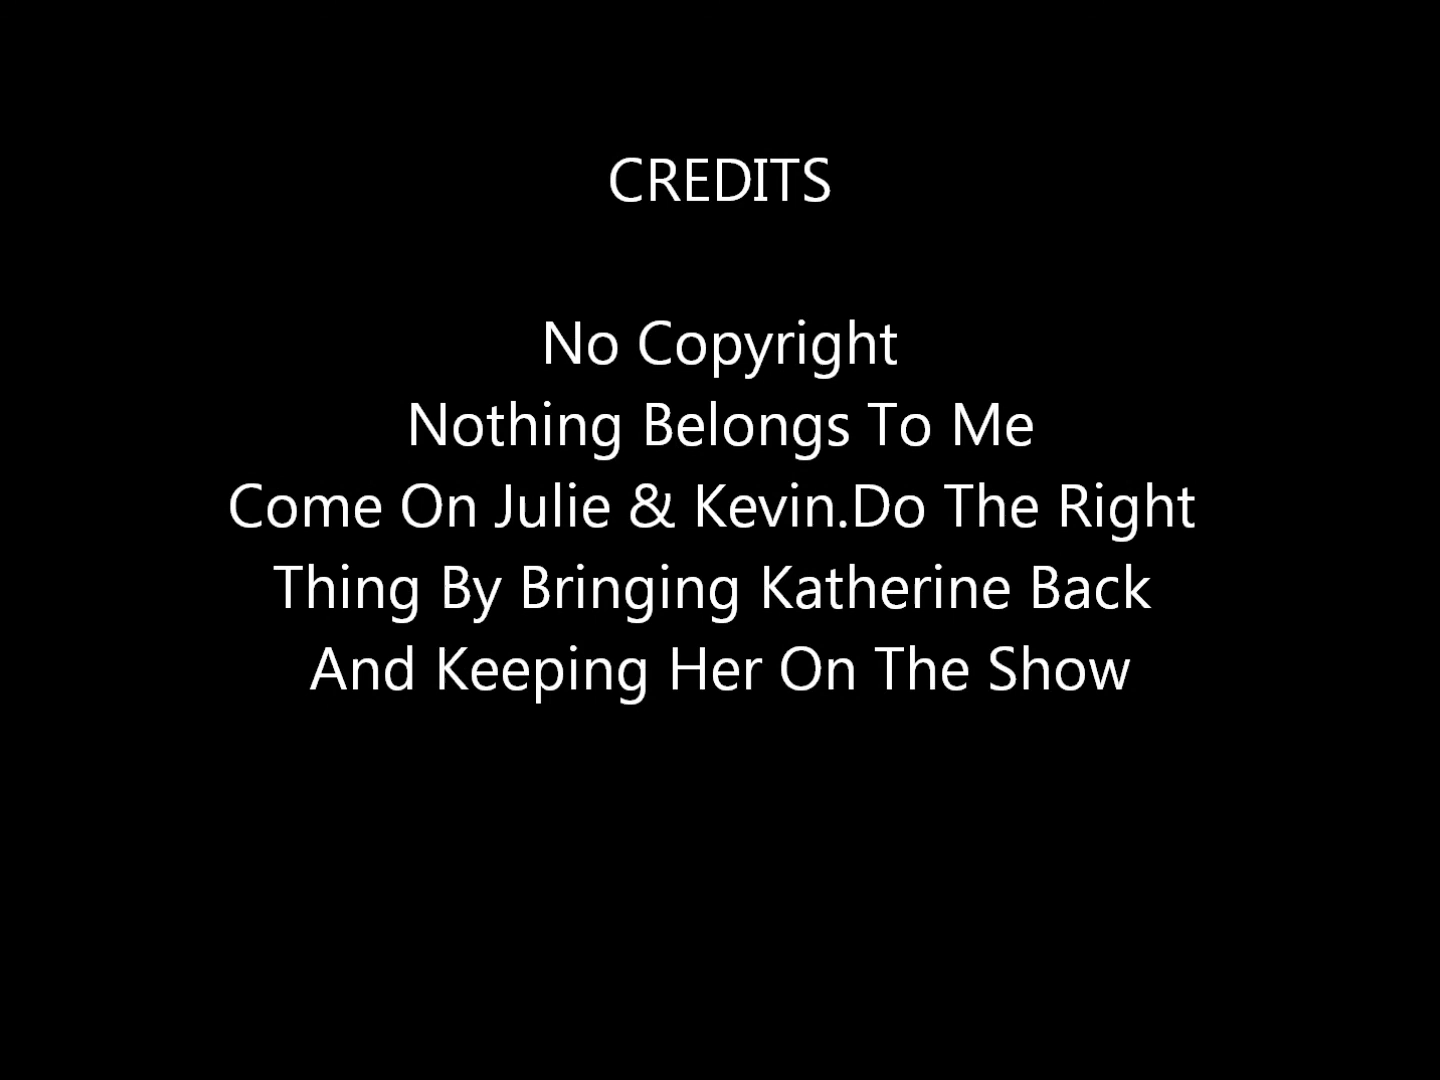 CREDITS
No Copyright
Nothing Belongs To Me
Come On Julie & Kevin.Do The Right
Thing By Bringing Katherine Back
And Keeping Her On The Show